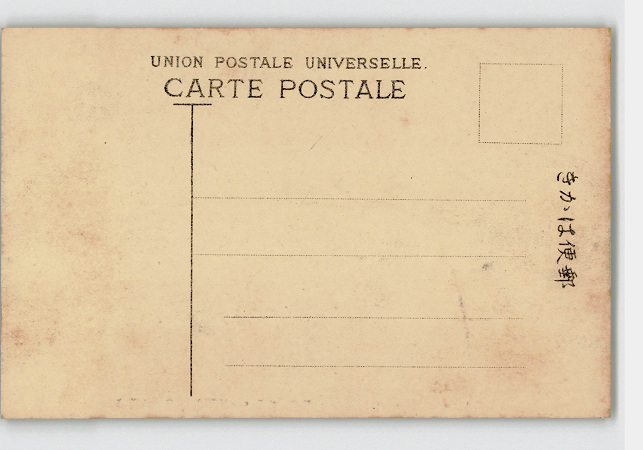 UNION POSTALE UNIVERSELLE.
CARTE POSTALE
郵便はかき